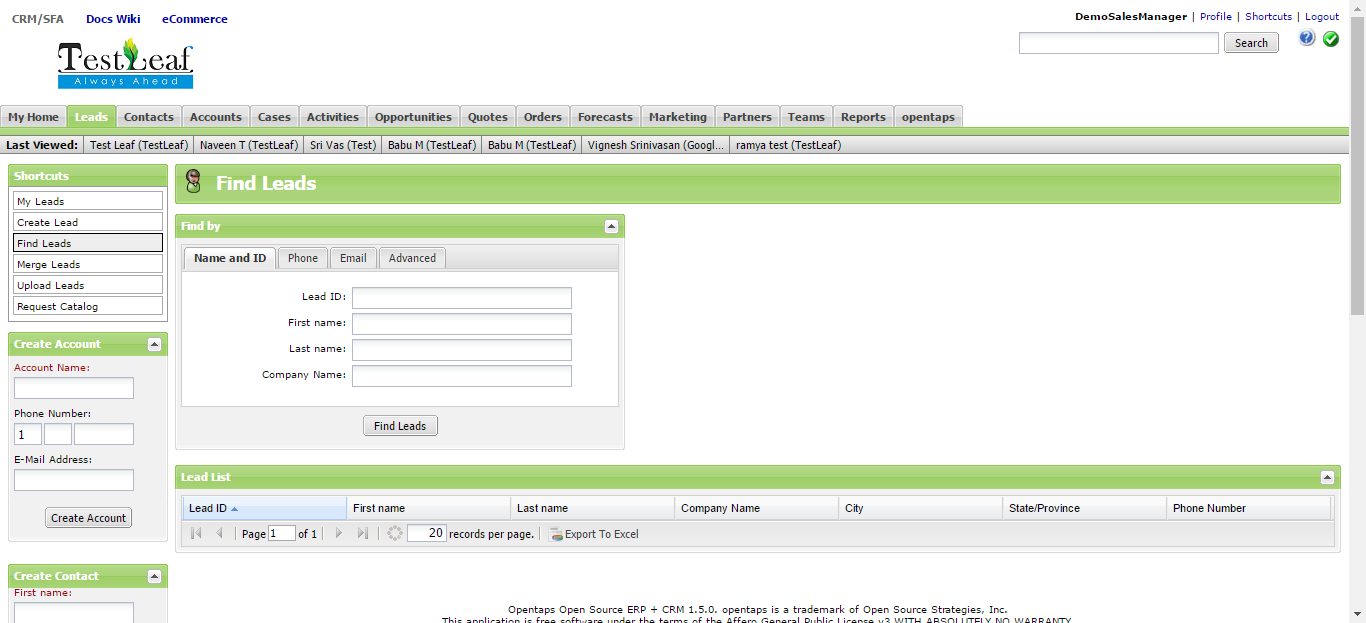 CRM/SFA Docs Wiki eCommerce
DemoSalesManager | Profile | Shortcuts | Logout
TestLeaf
Always Ahead
Search
My Home Leads Contacts Accounts Cases Activities Opportunities Quotes Orders Forecasts Marketing Partners Teams Reports opentaps
Last Viewed: Test Leaf (TestLeaf) Naveen T (TestLeaf) Sri Vas (Test) Babu M (TestLeaf) Babu M (TestLeaf) Vignesh Srinivasan (Googl... ramya test (TestLeaf)
Shortcuts
My Leads
Create Lead
Find Leads
Merge Leads
Upload Leads
Request Catalog
Create Account
Account Name:
Phone Number:
1
E-Mail Address:
Create Account
Create Contact
First name:
Find Leads
Find by
Name and ID Phone Email Advanced
Lead ID:
First name:
Last name:
Company Name:
Find Leads
Lead List
Lead ID First name Last name Company Name City State/Province Phone Number
Page 1 of 1 20 records per page. Export To Excel
Opentaps Open Source ERP + CRM 1.5.0. opentaps is a trademark of Open Source Strategies, Inc.
This application is free software under the terms of the Affero General Public License v3 WITH ABSOLUTELY NO WARRANTY